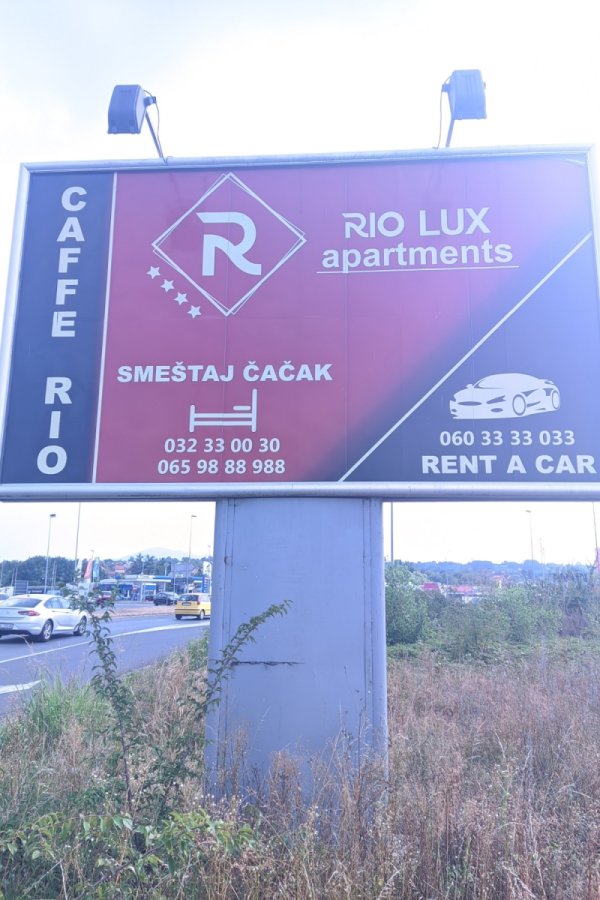 CAFFE RIO
R
RIO LUX
apartments
SMEŠTAJ ČAČAK
032 33 00 30
065 98 88 988
060 33 33 033
RENT A CAR